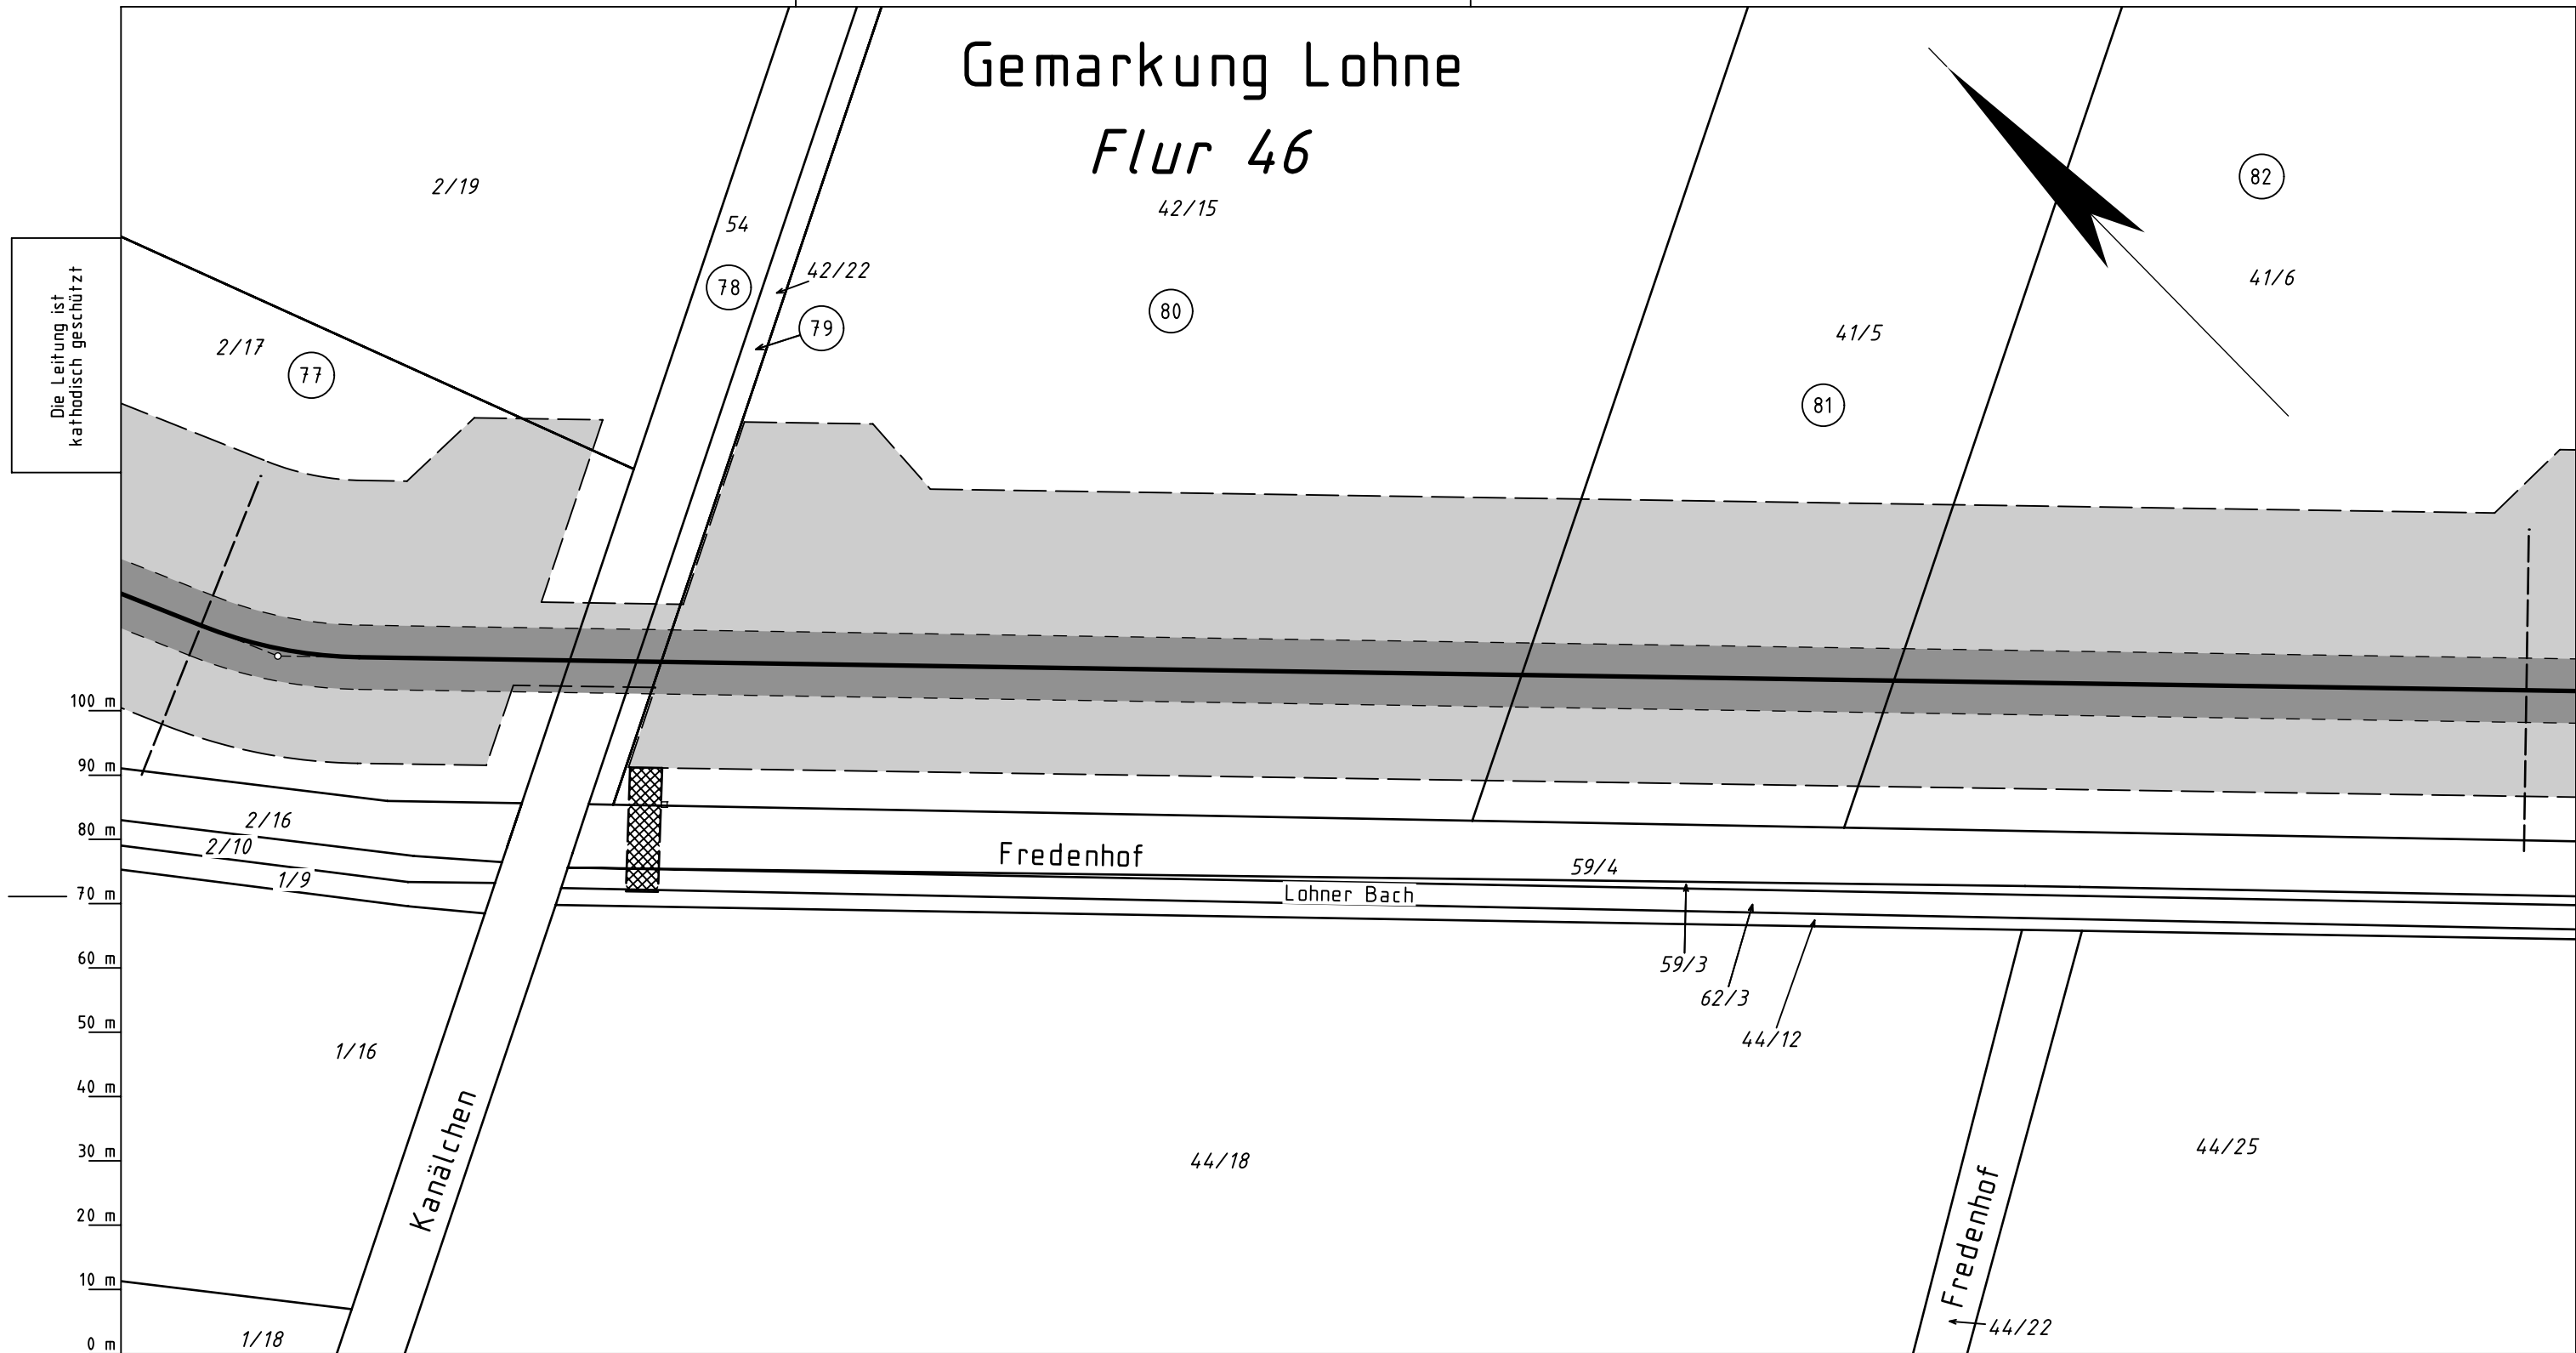 Gemarkung Lohne
Flur 46
2/19
54
42/15
82
42/22
78
41/6
79
80
41/5
Die Leitung ist
kathodisch geschützt
2/17
77
81
100 m
90 m
80 m
70 m
60 m
50 m
40 m
30 m
20 m
10 m
0 m
2/16
2/10
1/9
Fredenhof
59/4
Lohner Bach
59/3
62/3
44/12
1/16
Kanälchen
44/18
44/25
Fredenhof
44/22
1/18